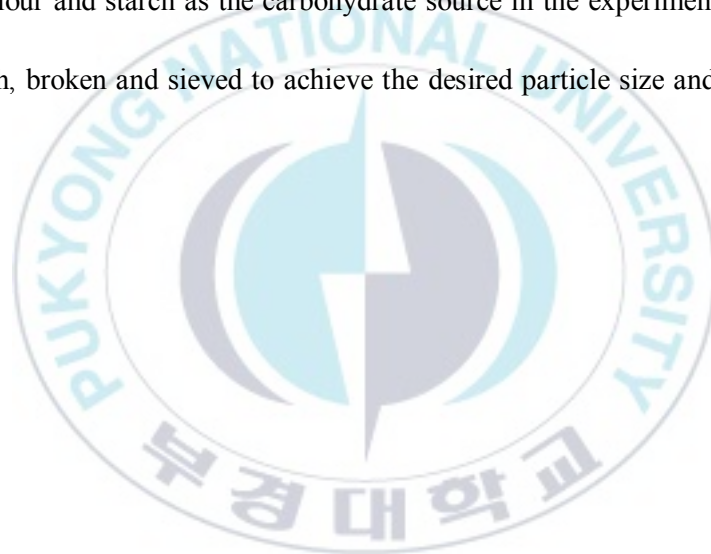 our and starch as the carbohydrate source in the experimen
, broken and sieved to achieve the desired particle size and
PUKYONG NATIONAL UNIVERSITY
부경대학교